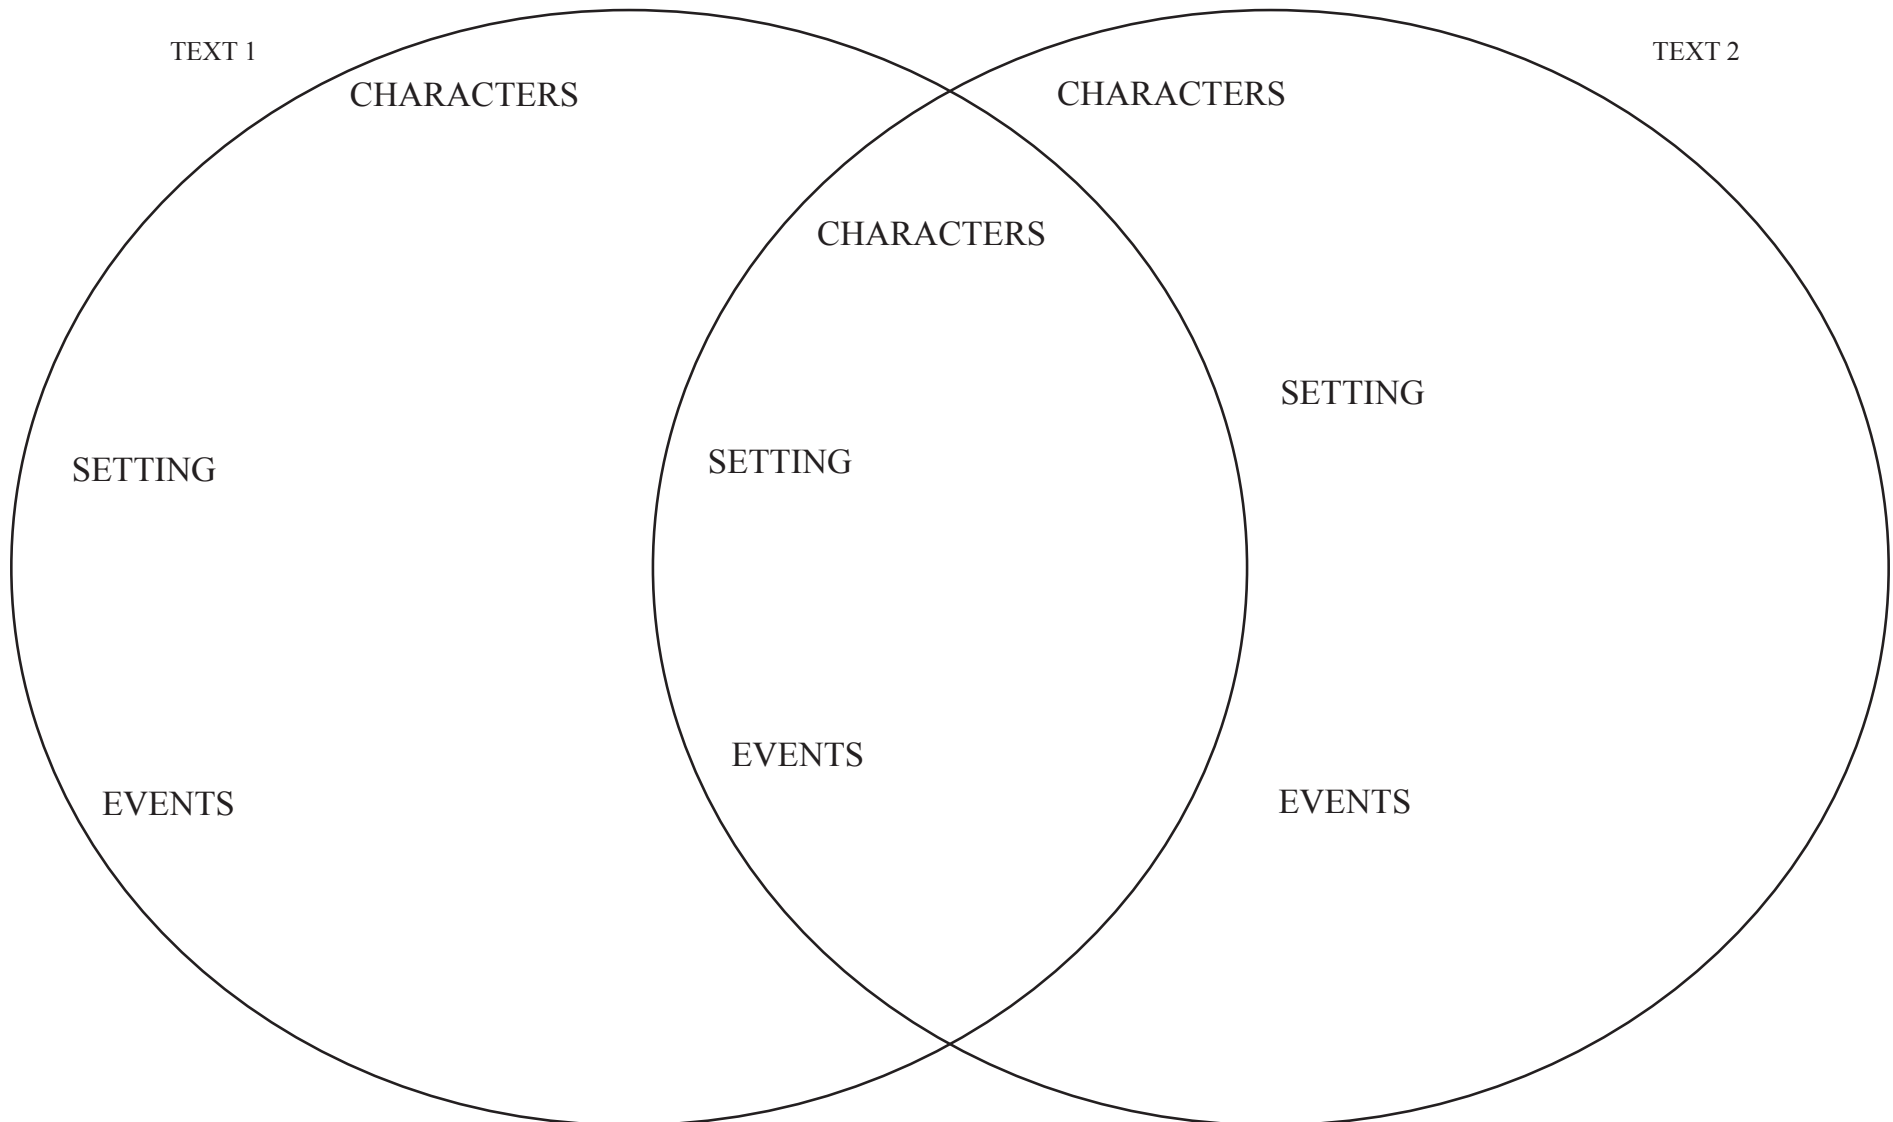 TEXT 1
TEXT 2
CHARACTERS
CHARACTERS
CHARACTERS
SETTING
SETTING
SETTING
EVENTS
EVENTS
EVENTS